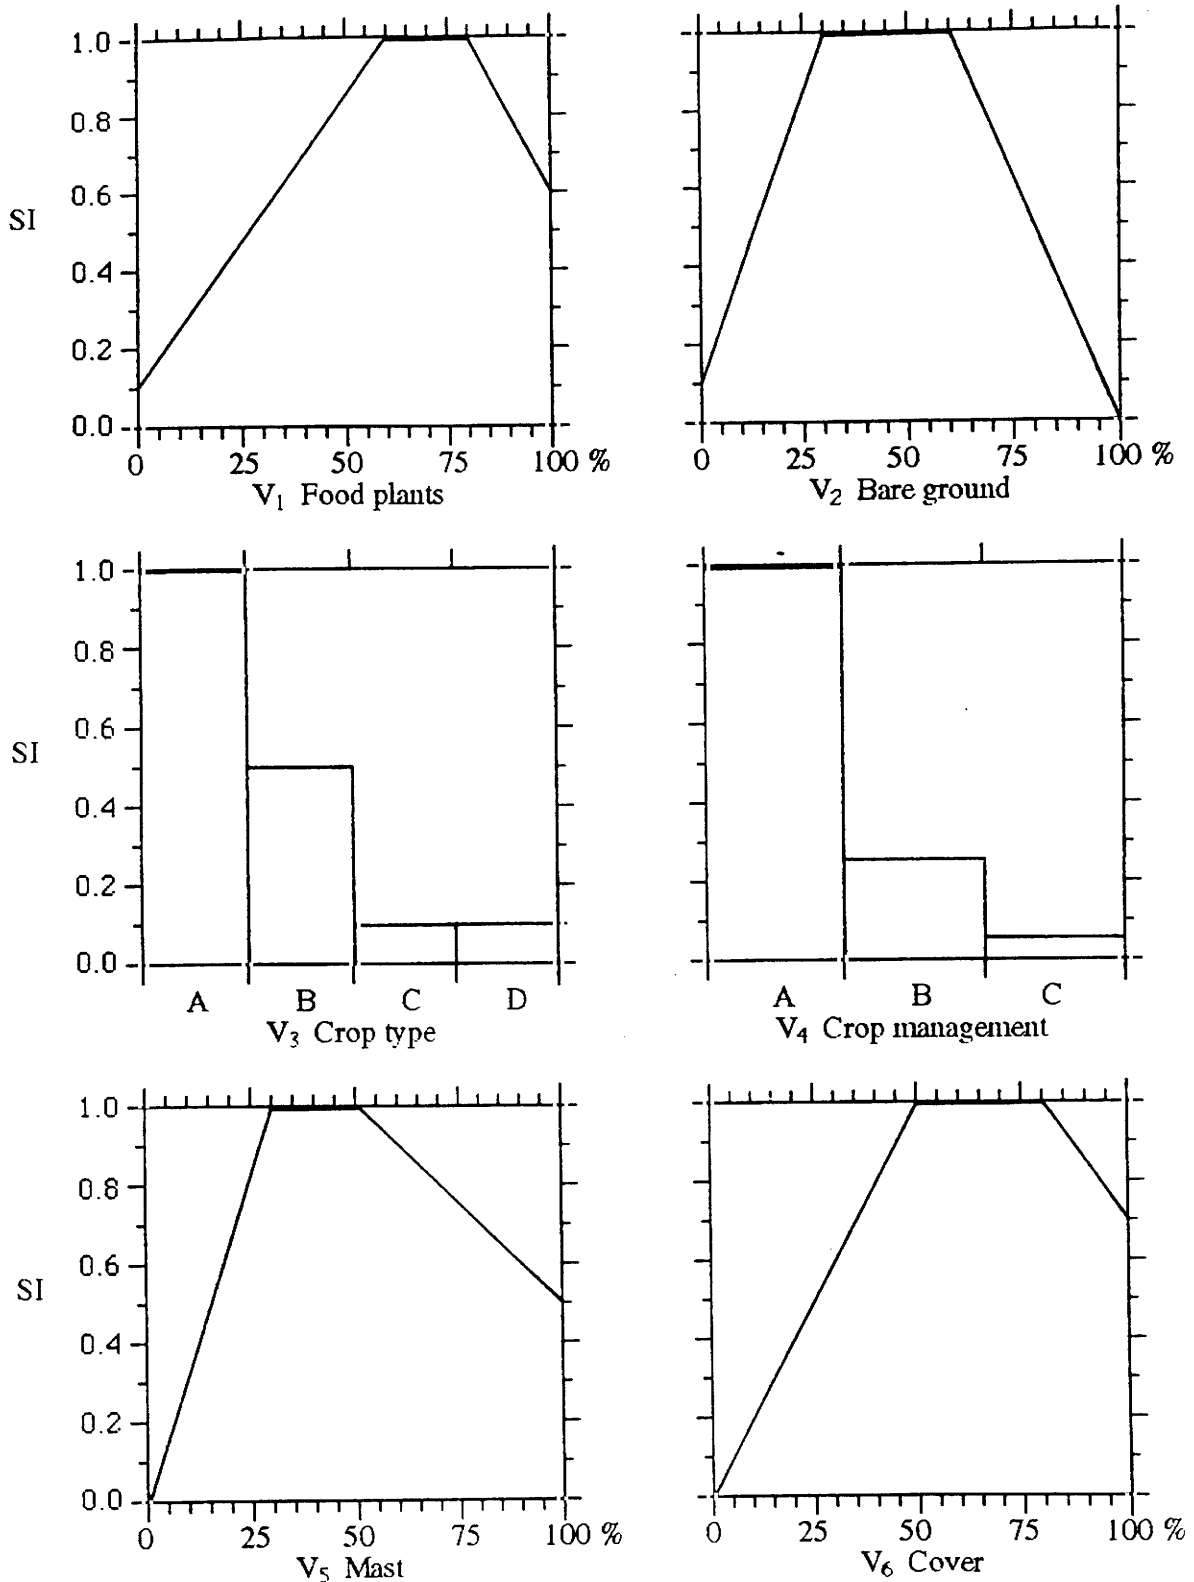 1.0
0.8
0.6
SI
0.4
0.2
0.0
0 25 50 75 100 %
V₁ Food plants
0 25 50 75 100 %
V₂ Bare ground
1.0
0.8
0.6
SI
0.4
0.2
0.0
A B C D
V₃ Crop type
A B C
V₄ Crop management
1.0
0.8
0.6
SI
0.4
0.2
0.0
0 25 50 75 100 %
V₅ Mast
0 25 50 75 100 %
V₆ Cover